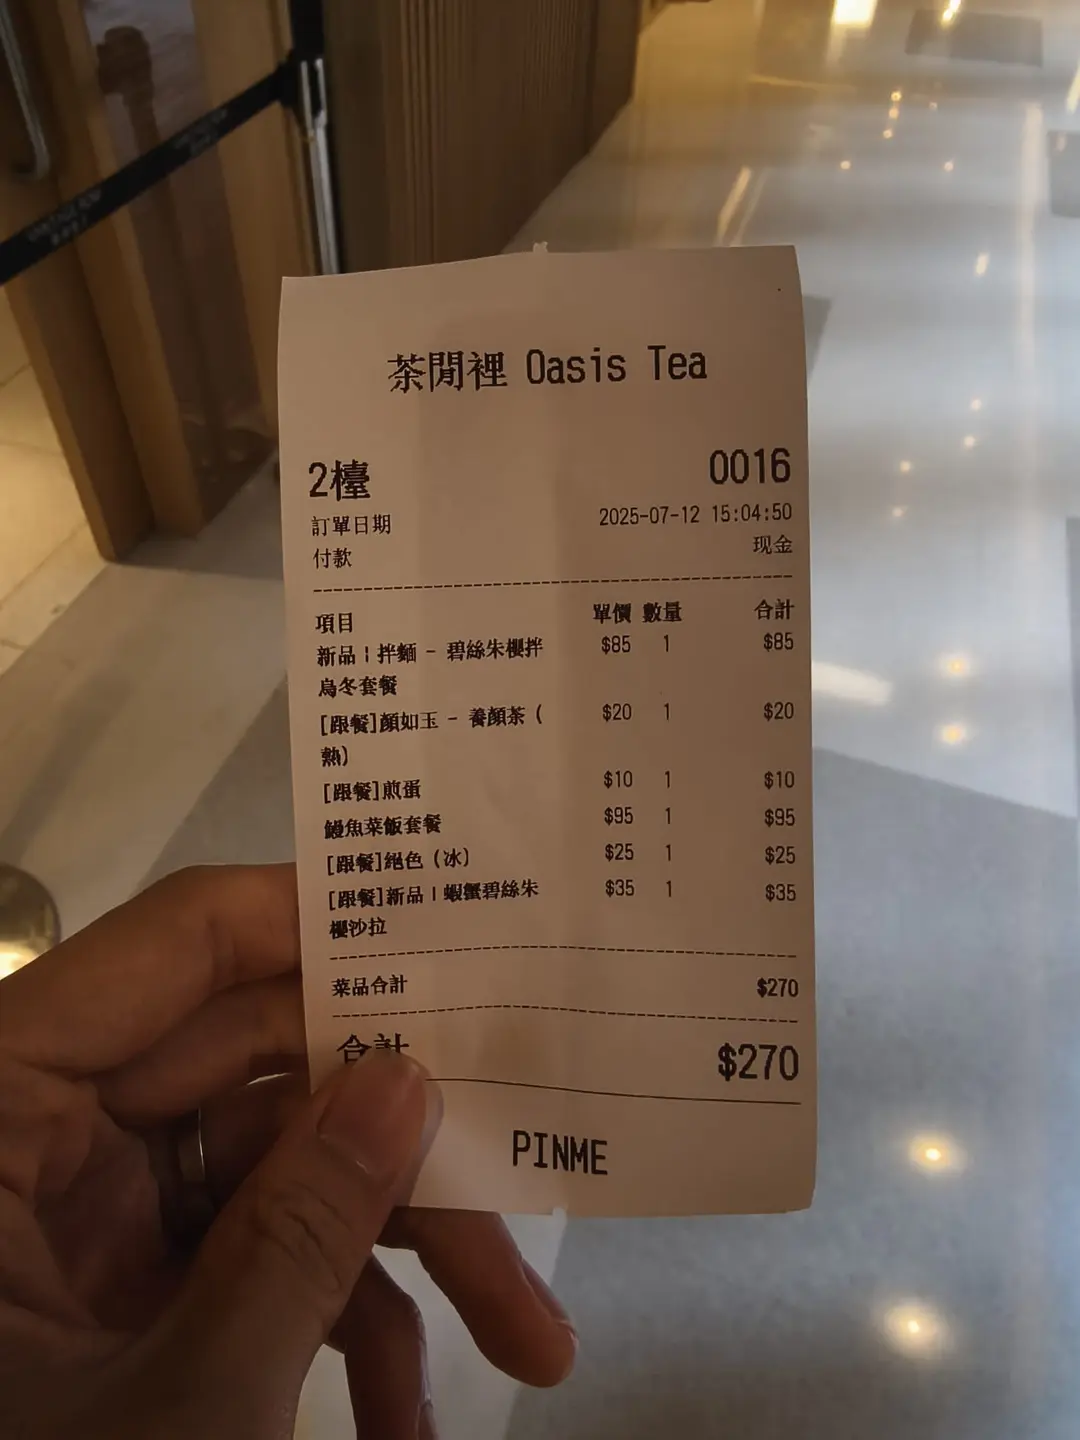 茶閒裡 Oasis Tea
2檯 0016
訂單日期 2025-07-12 15:04:50
付款 现金
項目 單價 數量 合計
新品 | 拌麵 - 碧絲朱櫻拌 $85 1 $85
烏冬套餐
[跟餐]顏如玉 - 養顏茶 ( $20 1 $20
熱)
[跟餐]煎蛋 $10 1 $10
鰻魚菜飯套餐 $95 1 $95
[跟餐]絕色 (冰) $25 1 $25
[跟餐]新品 | 蝦蟹碧絲朱 $35 1 $35
櫻沙拉
菜品合計 $270
合計 $270
PINME